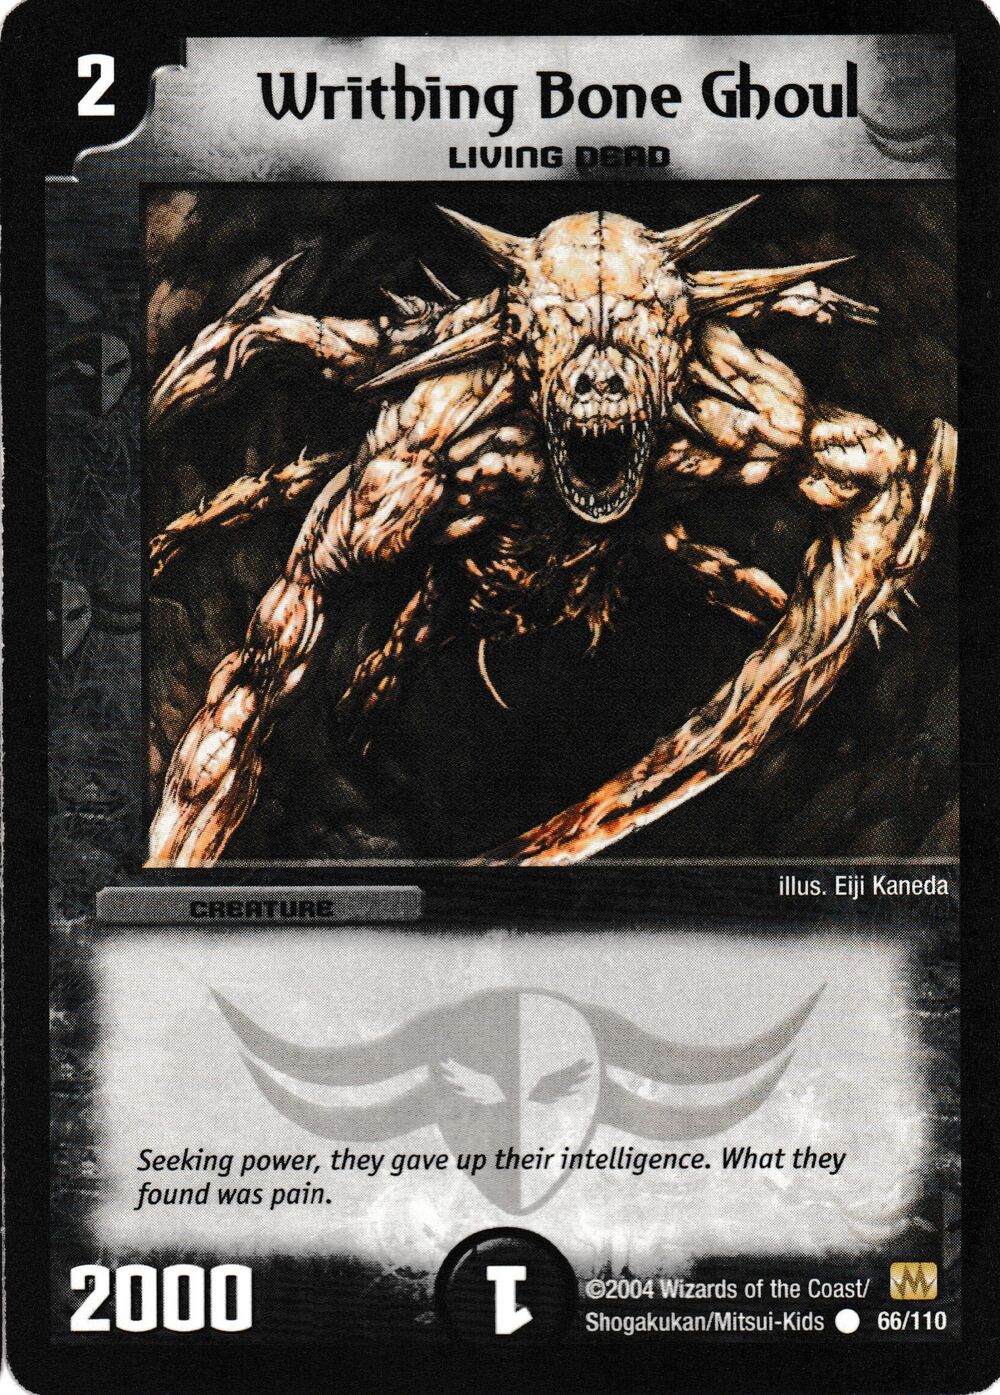 2
Writhing Bone Ghoul
LIVING DEAD
illus. Eiji Kaneda
CREATURE
Seeking power, they gave up their intelligence. What they
found was pain.
2000
1
©2004 Wizards of the Coast/
Shogakukan/Mitsui-Kids
66/110